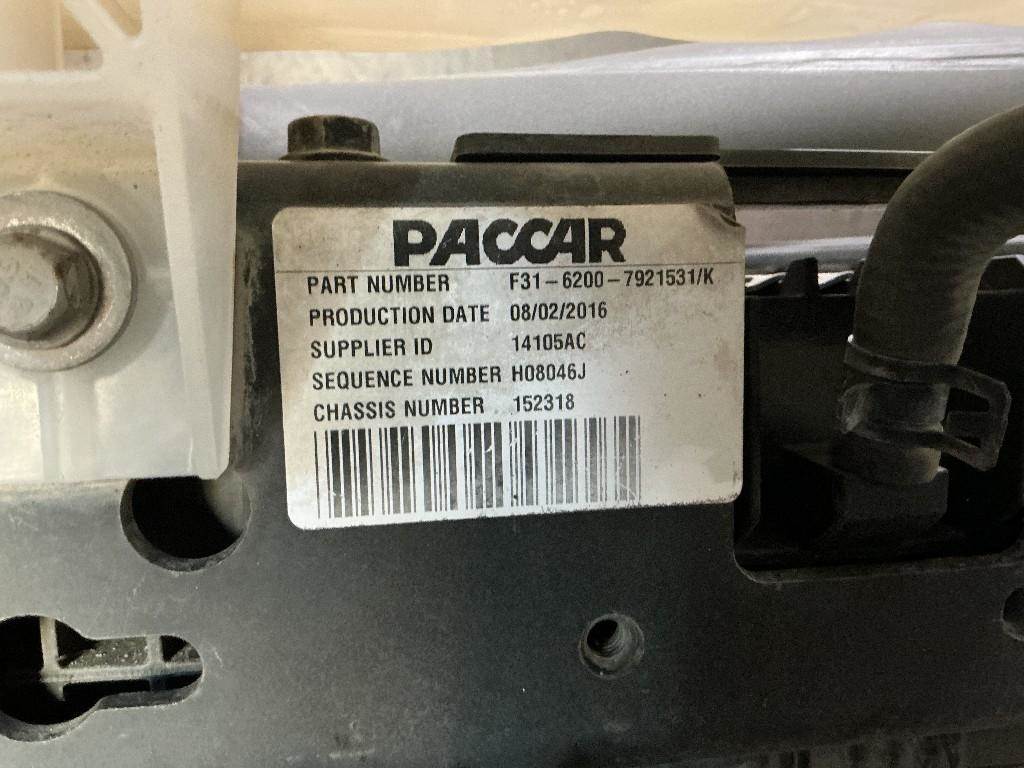 PACCAR
PART NUMBER F31-6200-7921531/K
PRODUCTION DATE 08/02/2016
SUPPLIER ID 14105AC
SEQUENCE NUMBER H08046J
CHASSIS NUMBER 152318